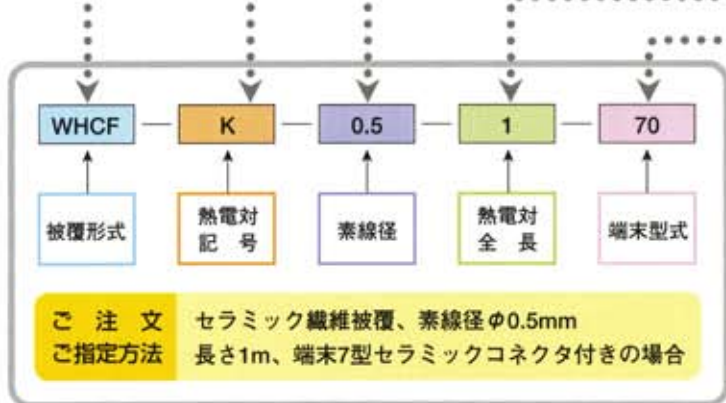 WHCF — K — 0.5 — 1 — 70
被覆形式
熱電対
記 号
素線径
熱電対
全 長
端末型式
ご 注 文
ご指定方法
セラミック繊維被覆、素線径φ0.5mm
長さ1m、端末7型セラミックコネクタ付きの場合